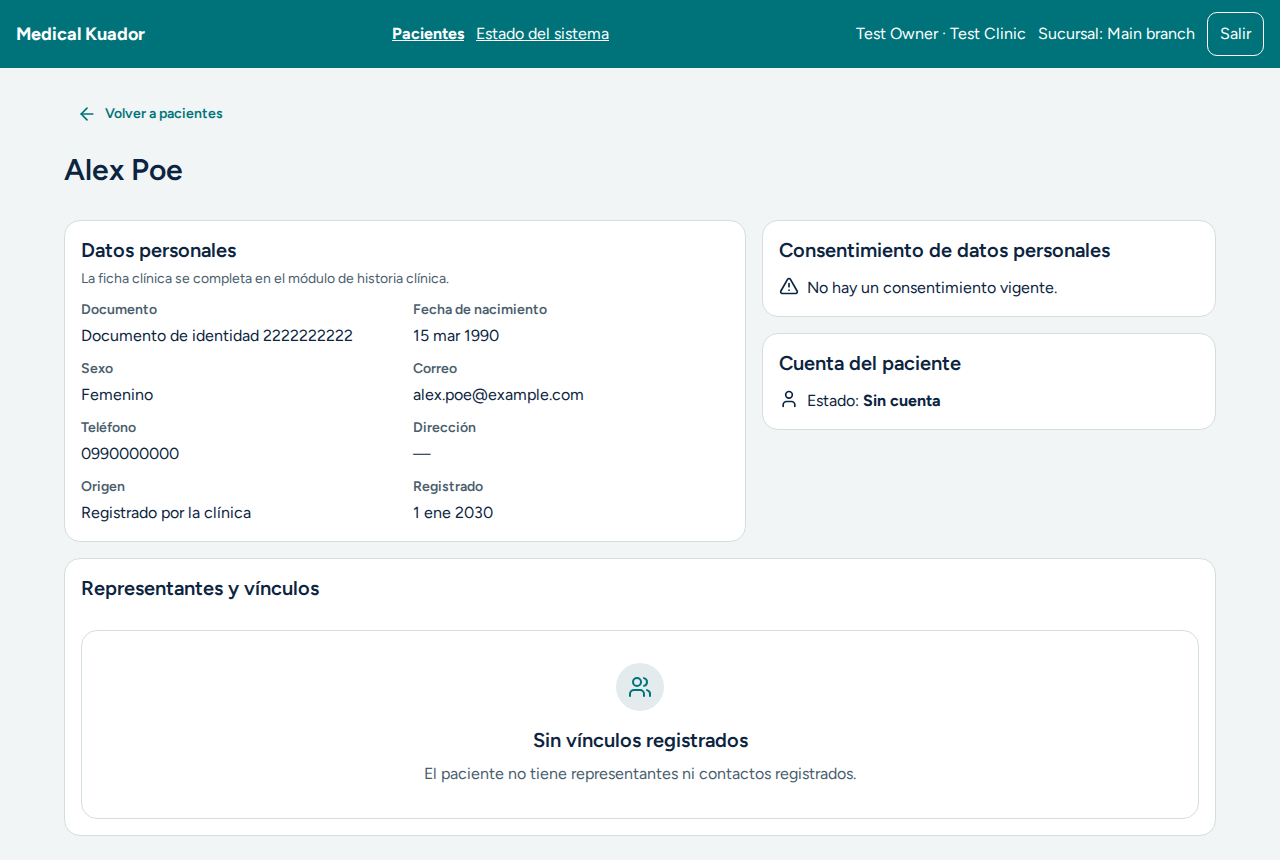 Medical Kuador
Pacientes Estado del sistema
Test Owner · Test Clinic Sucursal: Main branch Salir
Volver a pacientes
Alex Poe
Datos personales
La ficha clínica se completa en el módulo de historia clínica.
Documento
Documento de identidad 2222222222
Fecha de nacimiento
15 mar 1990
Sexo
Femenino
Correo
alex.poe@example.com
Teléfono
0990000000
Dirección
—
Origen
Registrado por la clínica
Registrado
1 ene 2030
Consentimiento de datos personales
No hay un consentimiento vigente.
Cuenta del paciente
Estado: Sin cuenta
Representantes y vínculos
Sin vínculos registrados
El paciente no tiene representantes ni contactos registrados.